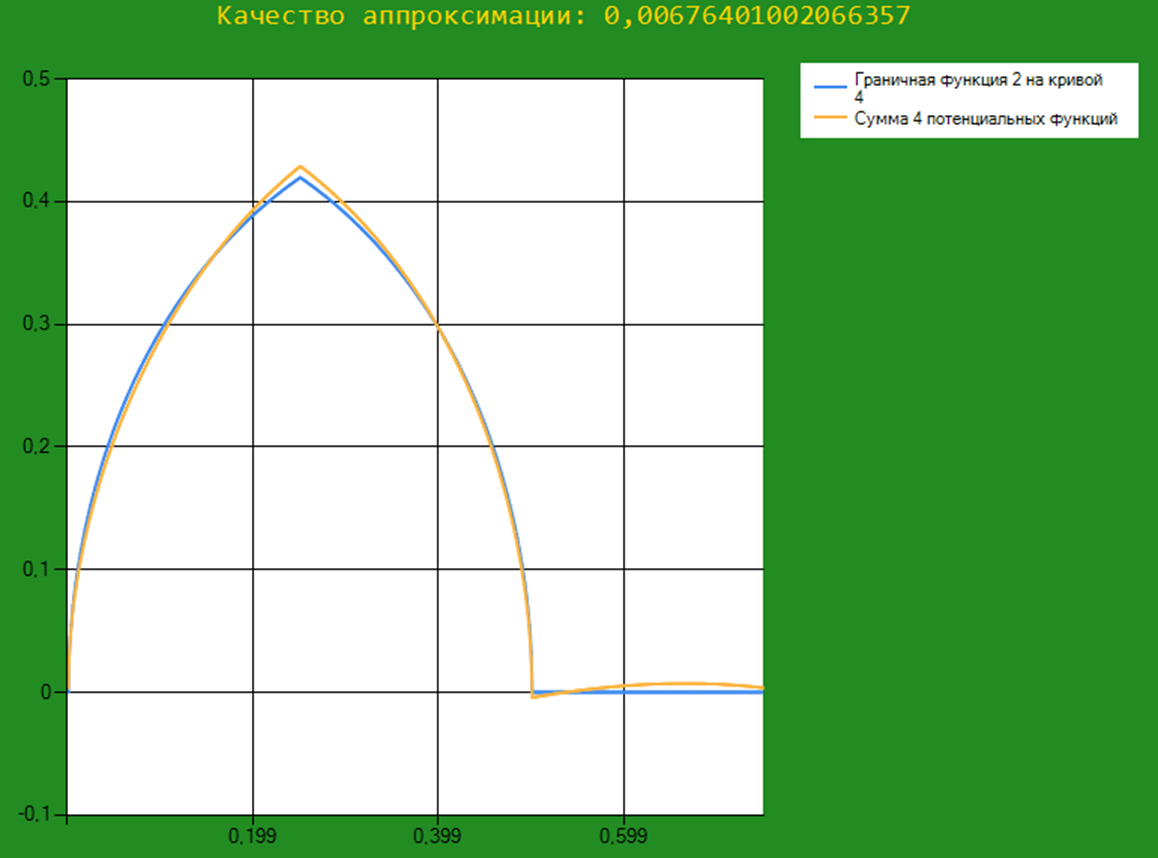 Качество аппроксимации: 0,00676401002066357
Граничная функция 2 на кривой
4
Сумма 4 потенциальных функций
0,5
0,4
0,3
0,2
0,1
0
-0,1
0,199 0,399 0,599